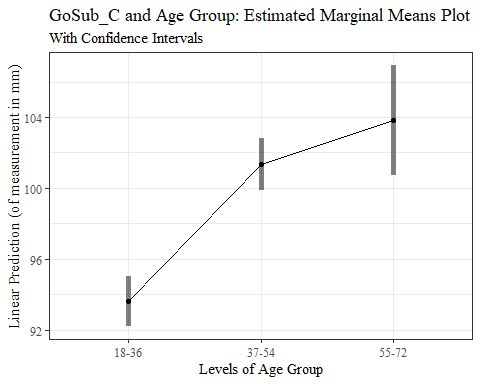 GoSub_C and Age Group: Estimated Marginal Means Plot
With Confidence Intervals
Linear Prediction (of measurement in mm)
104
100
96
92
18-36 37-54 55-72
Levels of Age Group